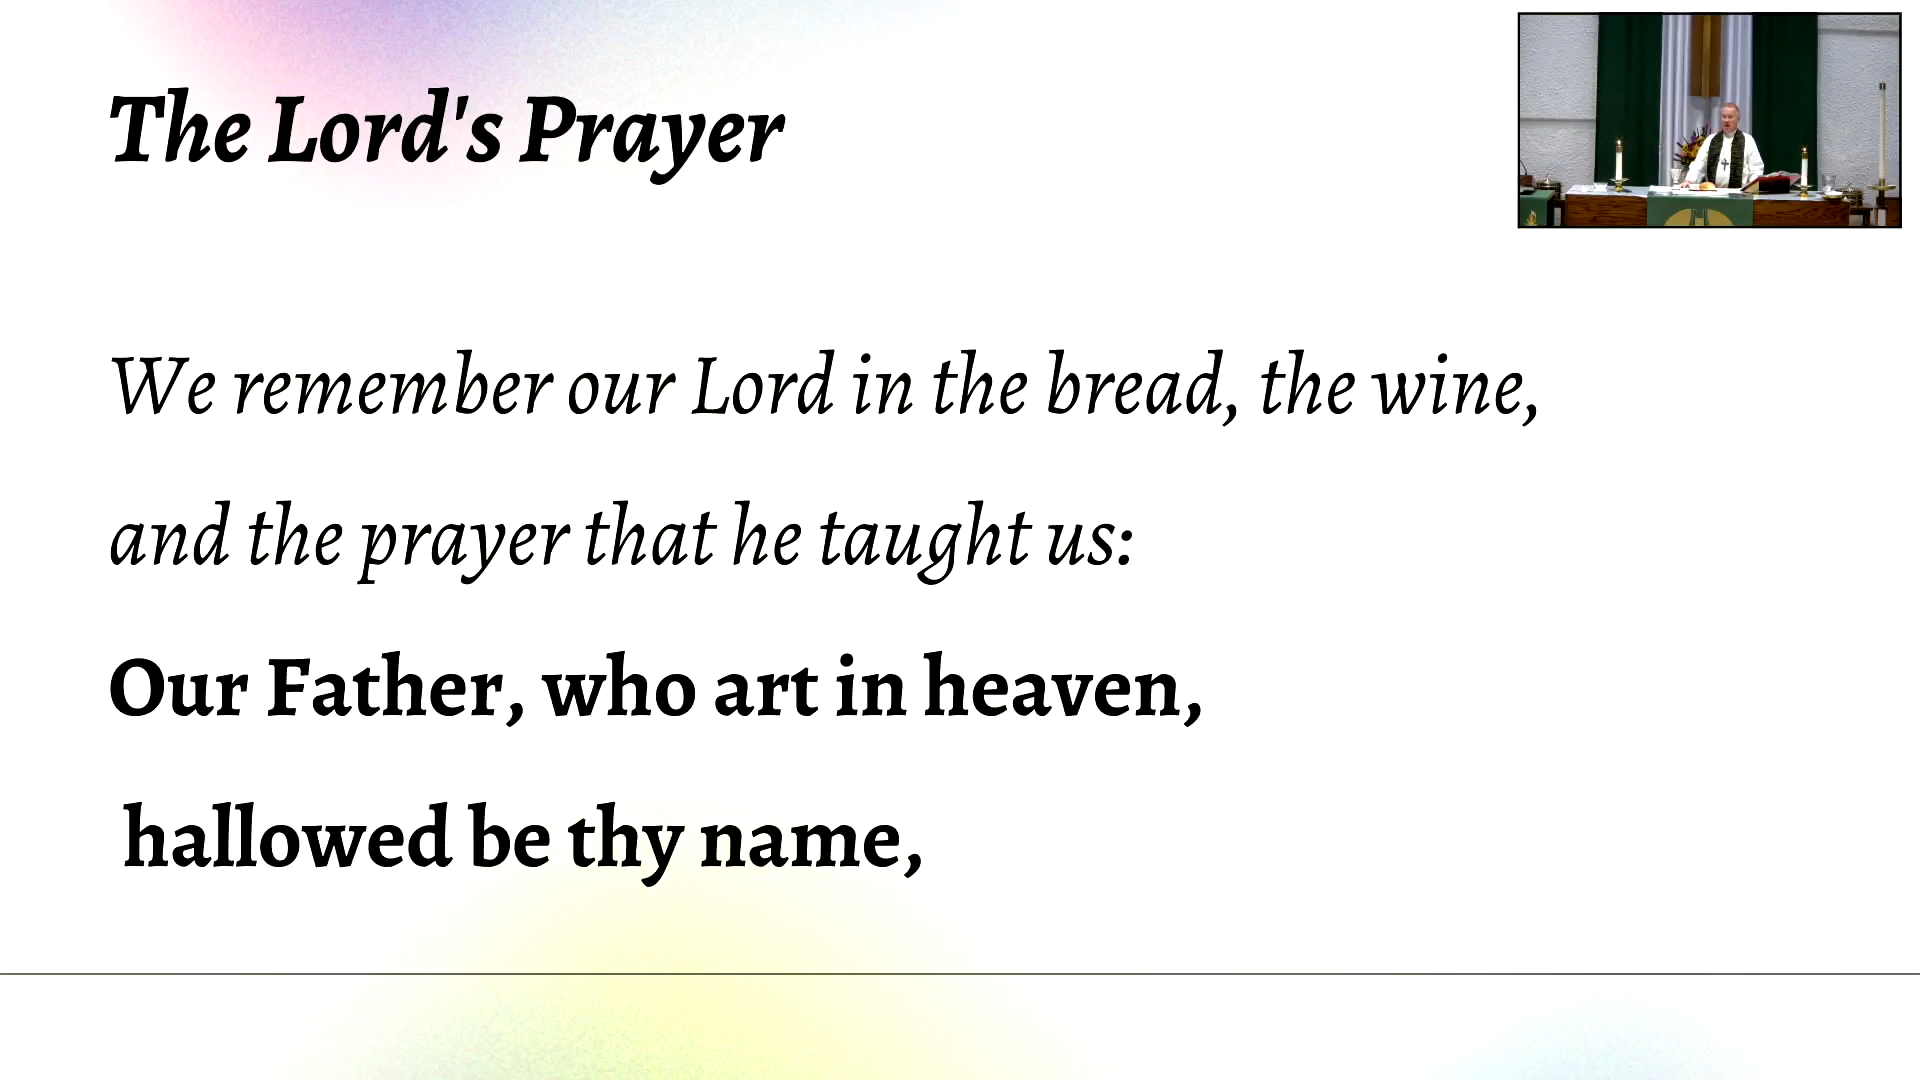 The Lord's Prayer
We remember our Lord in the bread, the wine,
and the prayer that he taught us:
Our Father, who art in heaven,
hallowed be thy name,